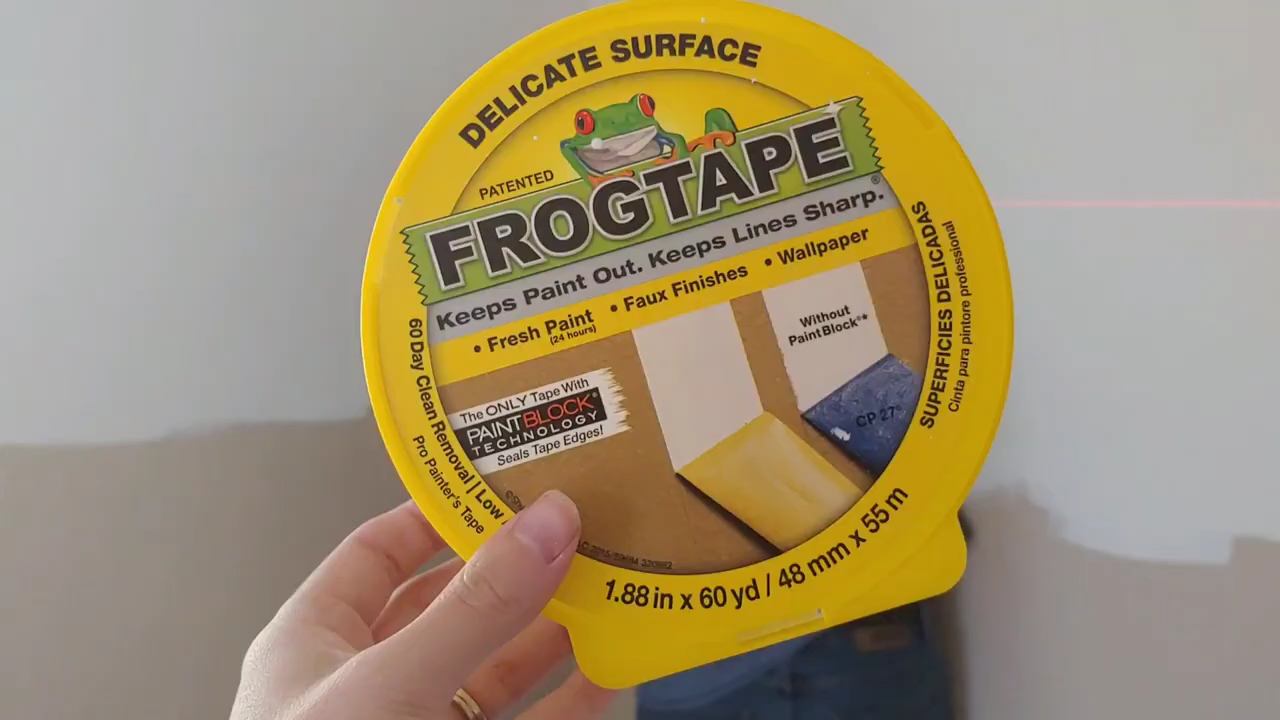 DELICATE SURFACE
PATENTED
FROGTAPE®
Keeps Paint Out. Keeps Lines Sharp.
• Fresh Paint • Faux Finishes • Wallpaper
(24 hours)
Without
PaintBlock®*
The ONLY Tape With
PAINTBLOCK®
TECHNOLOGY
Seals Tape Edges!
CP 27
60 Day Clean Removal | Low
Pro Painter's Tape
SUPERFICIES DELICADAS
Cinta para pintore professional
1.88 in x 60 yd / 48 mm x 55 m